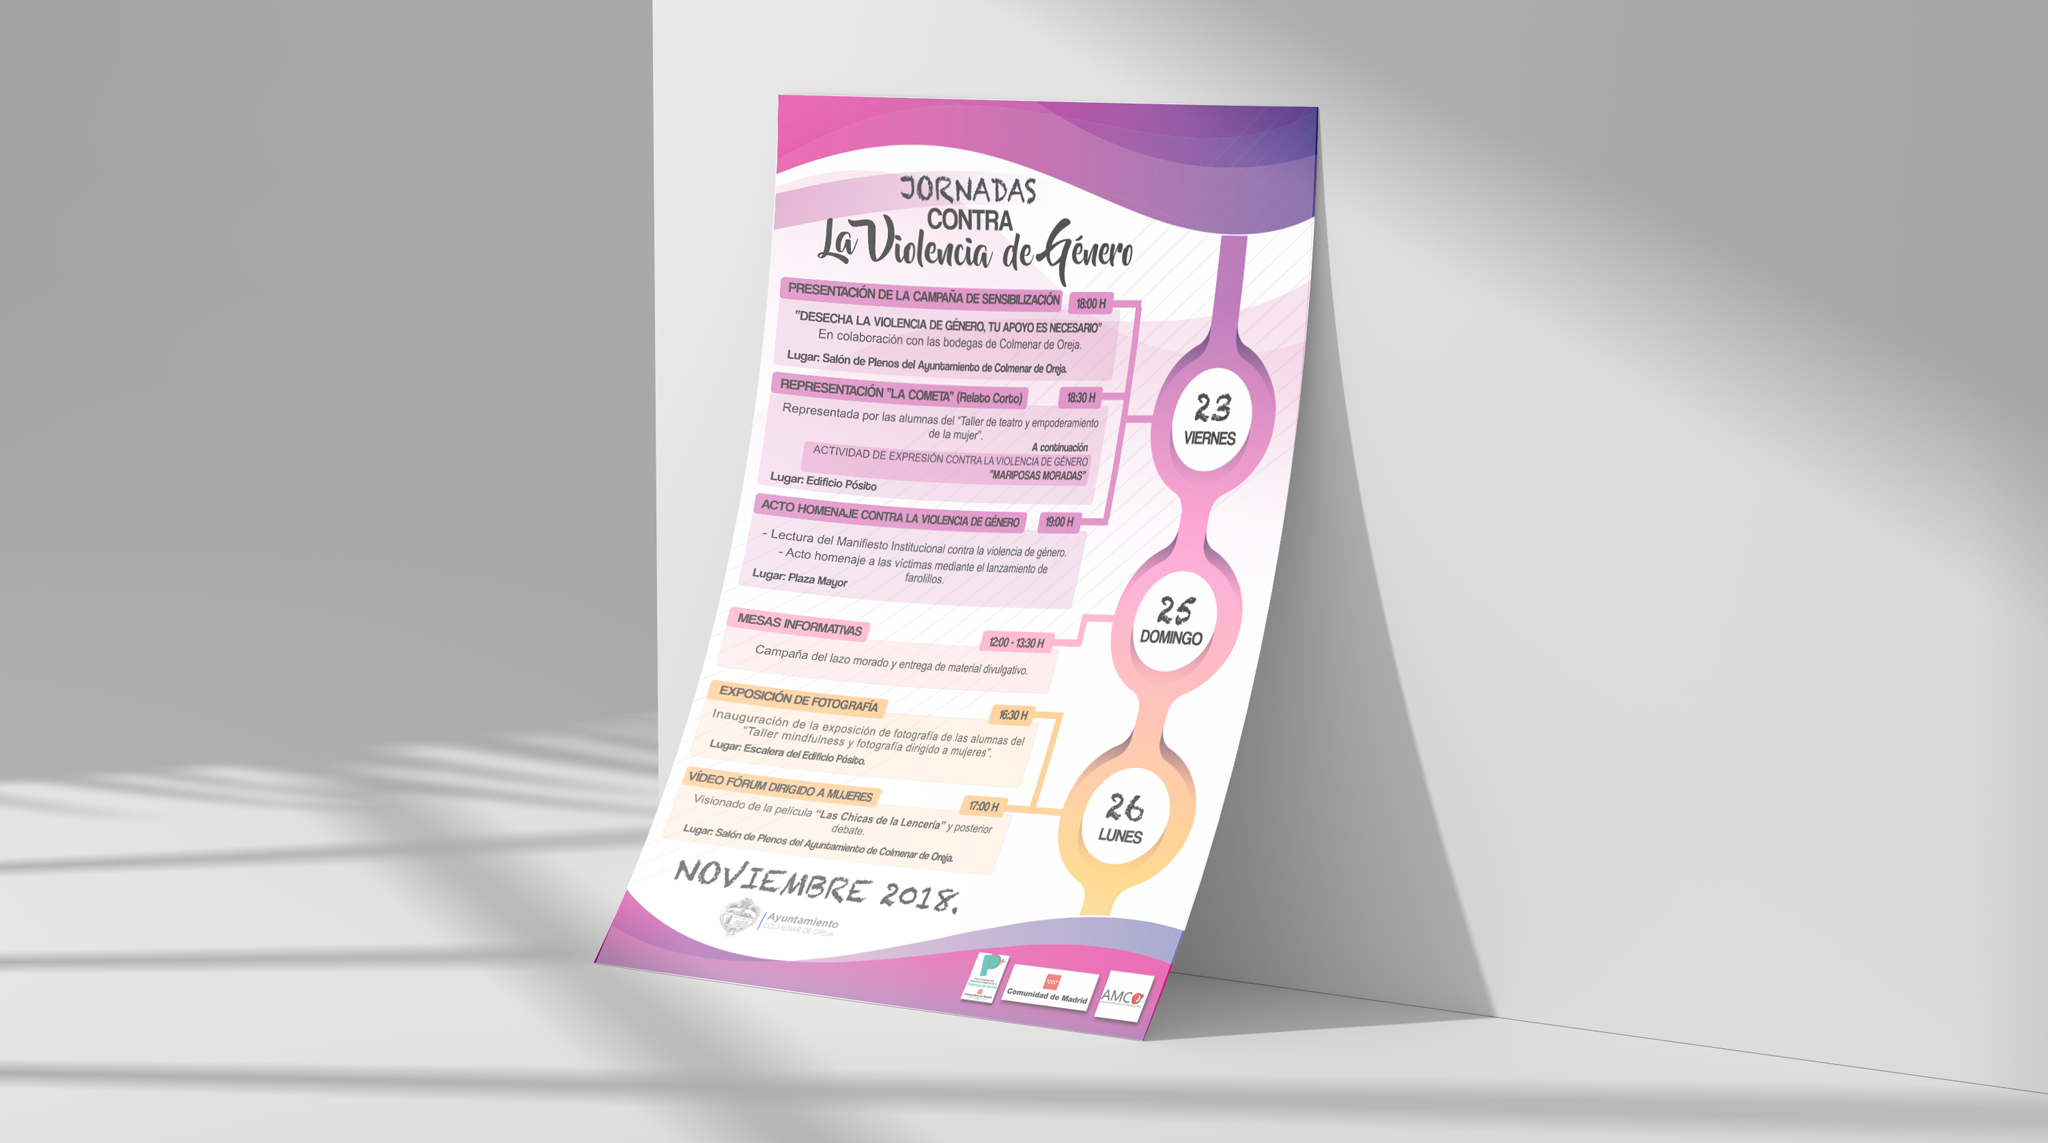 JORNADAS
CONTRA
La Violencia de Género
PRESENTACIÓN DE LA CAMPAÑA DE SENSIBILIZACIÓN 18:00 H
"DESECHA LA VIOLENCIA DE GÉNERO, TU APOYO ES NECESARIO"
En colaboración con las bodegas de Colmenar de Oreja.
Lugar: Salón de Plenos del Ayuntamiento de Colmenar de Oreja.
REPRESENTACIÓN "LA COMETA" (Relato Corto) 18:30 H
Representada por las alumnas del "Taller de teatro y empoderamiento
de la mujer".
A continuación
ACTIVIDAD DE EXPRESIÓN CONTRA LA VIOLENCIA DE GÉNERO
"MARIPOSAS MORADAS"
Lugar: Edificio Pósito
23
VIERNES
ACTO HOMENAJE CONTRA LA VIOLENCIA DE GÉNERO 19:00 H
- Lectura del Manifiesto Institucional contra la violencia de género.
- Acto homenaje a las víctimas mediante el lanzamiento de
farolillos.
Lugar: Plaza Mayor
MESAS INFORMATIVAS 12:00 - 13:30 H
Campaña del lazo morado y entrega de material divulgativo.
25
DOMINGO
EXPOSICIÓN DE FOTOGRAFÍA 16:30 H
Inauguración de la exposición de fotografía de las alumnas del
"Taller mindfulness y fotografía dirigido a mujeres".
Lugar: Escalera del Edificio Pósito.
VÍDEO FÓRUM DIRIGIDO A MUJERES 17:00 H
Visionado de la película "Las Chicas de la Lencería" y posterior
debate.
Lugar: Salón de Plenos del Ayuntamiento de Colmenar de Oreja.
26
LUNES
NOVIEMBRE 2018.
Ayuntamiento
COLMENAR DE OREJA
P
Comunidad de Madrid
AMCO